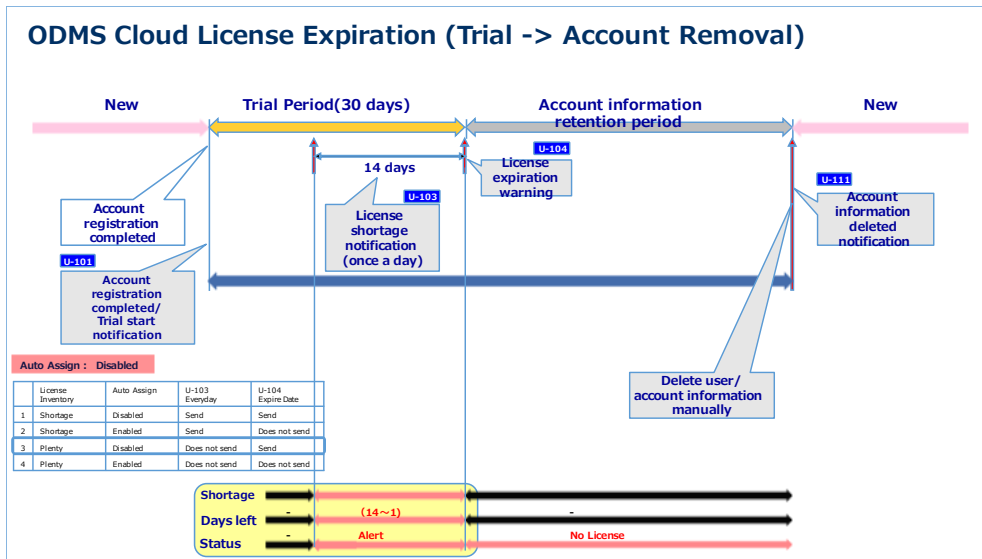 ODMS Cloud License Expiration (Trial -> Account Removal)
New
Trial Period(30 days)
Account information
retention period
New
14 days
U-104
License
expiration
warning
U-103
License
shortage
notification
(once a day)
U-111
Account
information
deleted
notification
Account
registration
completed
U-101
Account
registration
completed/
Trial start
notification
Delete user/
account information
manually
Auto Assign : Disabled
License Inventory Auto Assign U-103 Everyday U-104 Expire Date
1 Shortage Disabled Send Send
2 Shortage Enabled Send Does not send
3 Plenty Disabled Does not send Send
4 Plenty Enabled Does not send Does not send
Shortage
Days left - (14～1) -
Status - Alert No License